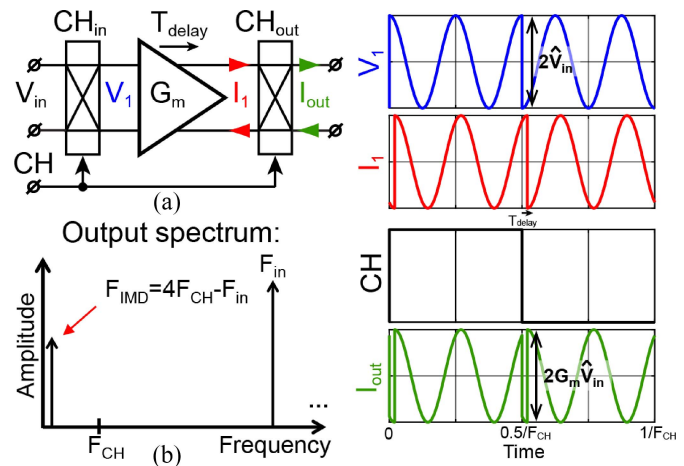 CH_in
T_delay
CH_out
V_in
V_1
G_m
I_1
I_out
CH
(a)
Output spectrum:
Amplitude
F_IMD=4F_CH-F_in
F_in
...
F_CH
Frequency
(b)
V_1
2V̂_in
I_1
T_delay
CH
I_out
2G_mV̂_in
0
0.5/F_CH
1/F_CH
Time